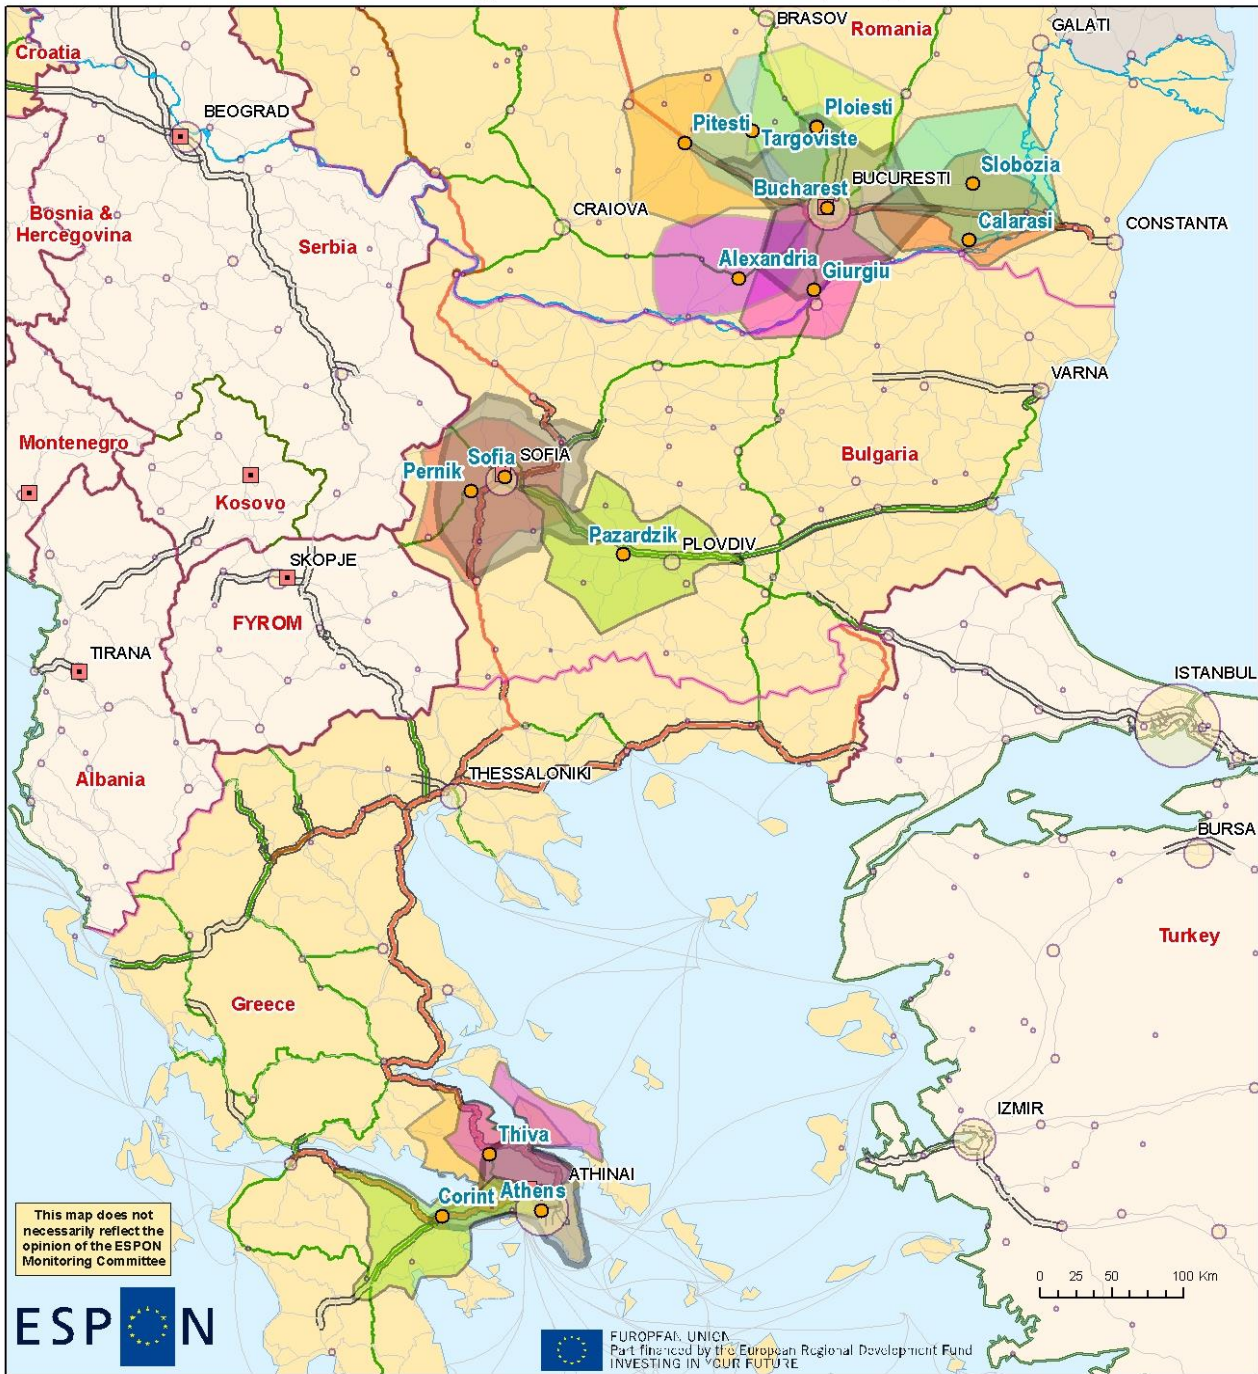 BRASOV
Romania
GALATI
Croatia
BEOGRAD
Ploiesti
Pitesti
Targoviste
Slobozia
BUCURESTI
Bucharest
Bosnia &
Hercegovina
CRAIOVA
Calarasi
CONSTANTA
Serbia
Alexandria
Giurgiu
VARNA
Montenegro
Sofia
SOFIA
Bulgaria
Pernik
Kosovo
Pazardzik
PLOVDIV
SKOPJE
FYROM
TIRANA
ISTANBUL
Albania
THESSALONIKI
BURSA
Turkey
Greece
IZMIR
Thiva
ATHINAI
Corint
Athens
This map does not
necessarily reflect the
opinion of the ESPON
Monitoring Committee
0 25 50 100 Km
ESPON
EUROPEAN UNION
Part financed by the European Regional Development Fund
INVESTING IN YOUR FUTURE